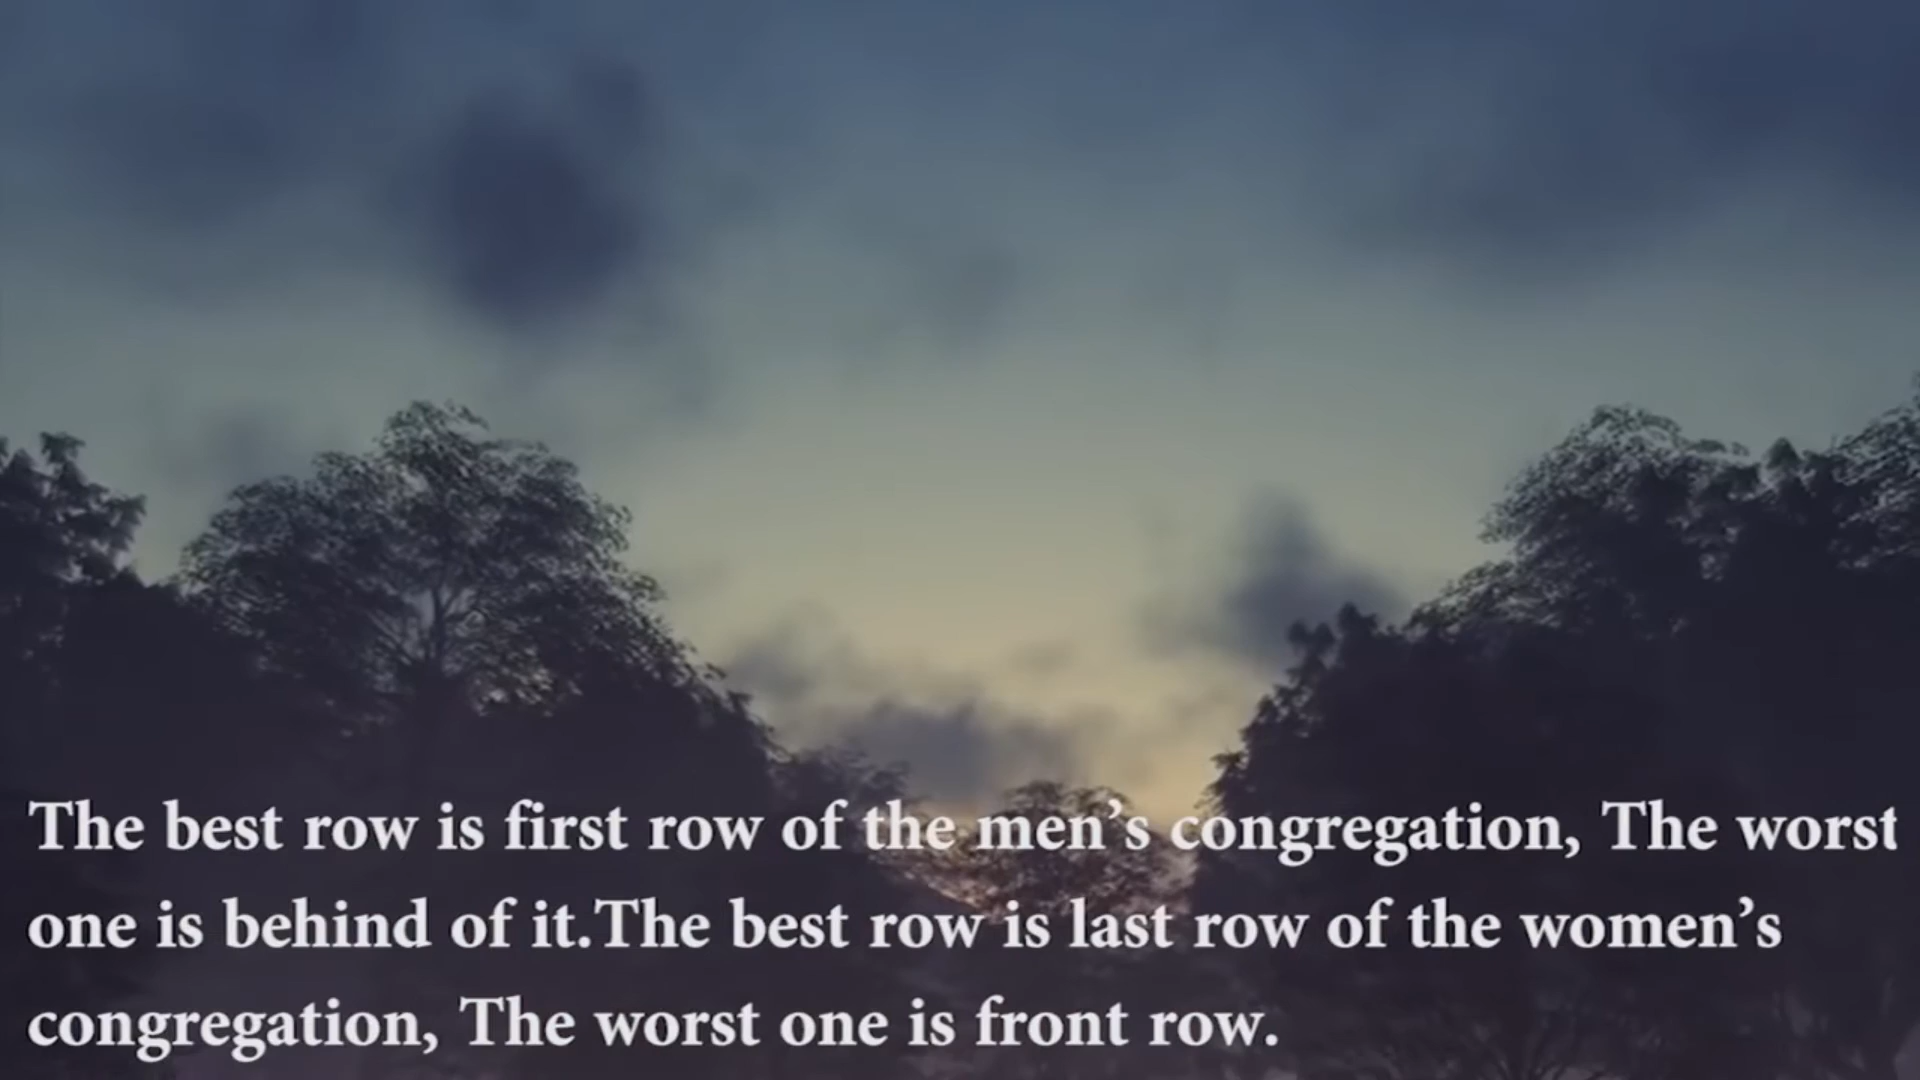 The best row is first row of the men's congregation, The worst
one is behind of it.The best row is last row of the women's
congregation, The worst one is front row.